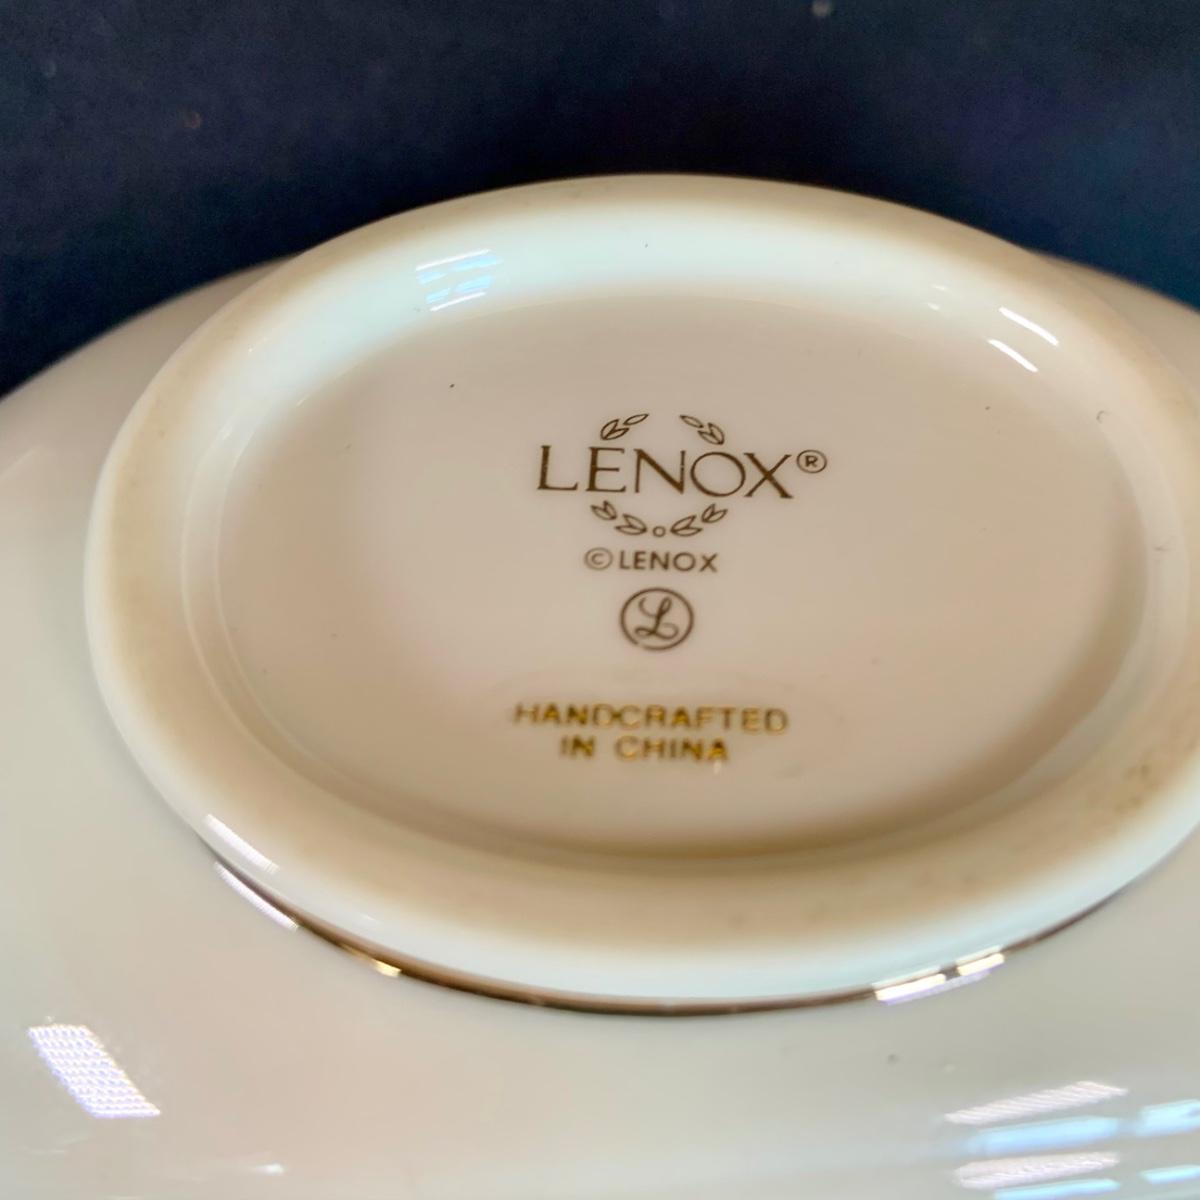 LENOX®
©LENOX
L
HANDCRAFTED
IN CHINA